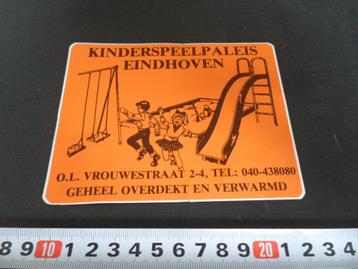 KINDERSPEELPALEIS
EINDHOVEN
O.L. VROUWESTRAAT 2-4, TEL: 040-438080
GEHEEL OVERDEKT EN VERWARMD
8 9 10 1 2 3 4 5 6 7 8 9 20 1 2 3 4